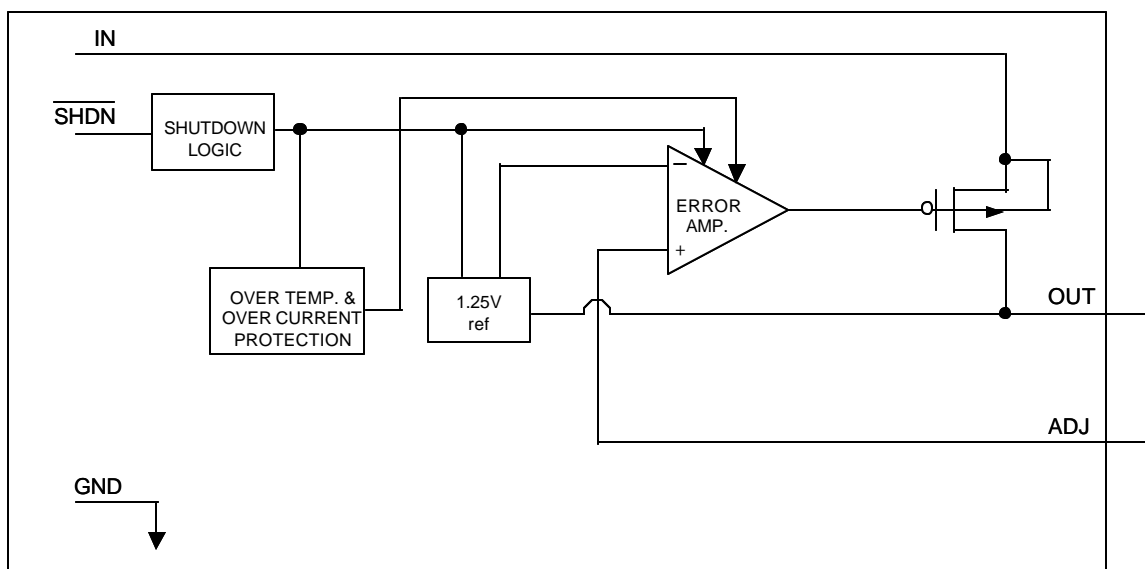 IN
SHDN
SHUTDOWN
LOGIC
−
ERROR
AMP.
+
OVER TEMP. &
OVER CURRENT
PROTECTION
1.25V
ref
OUT
ADJ
GND